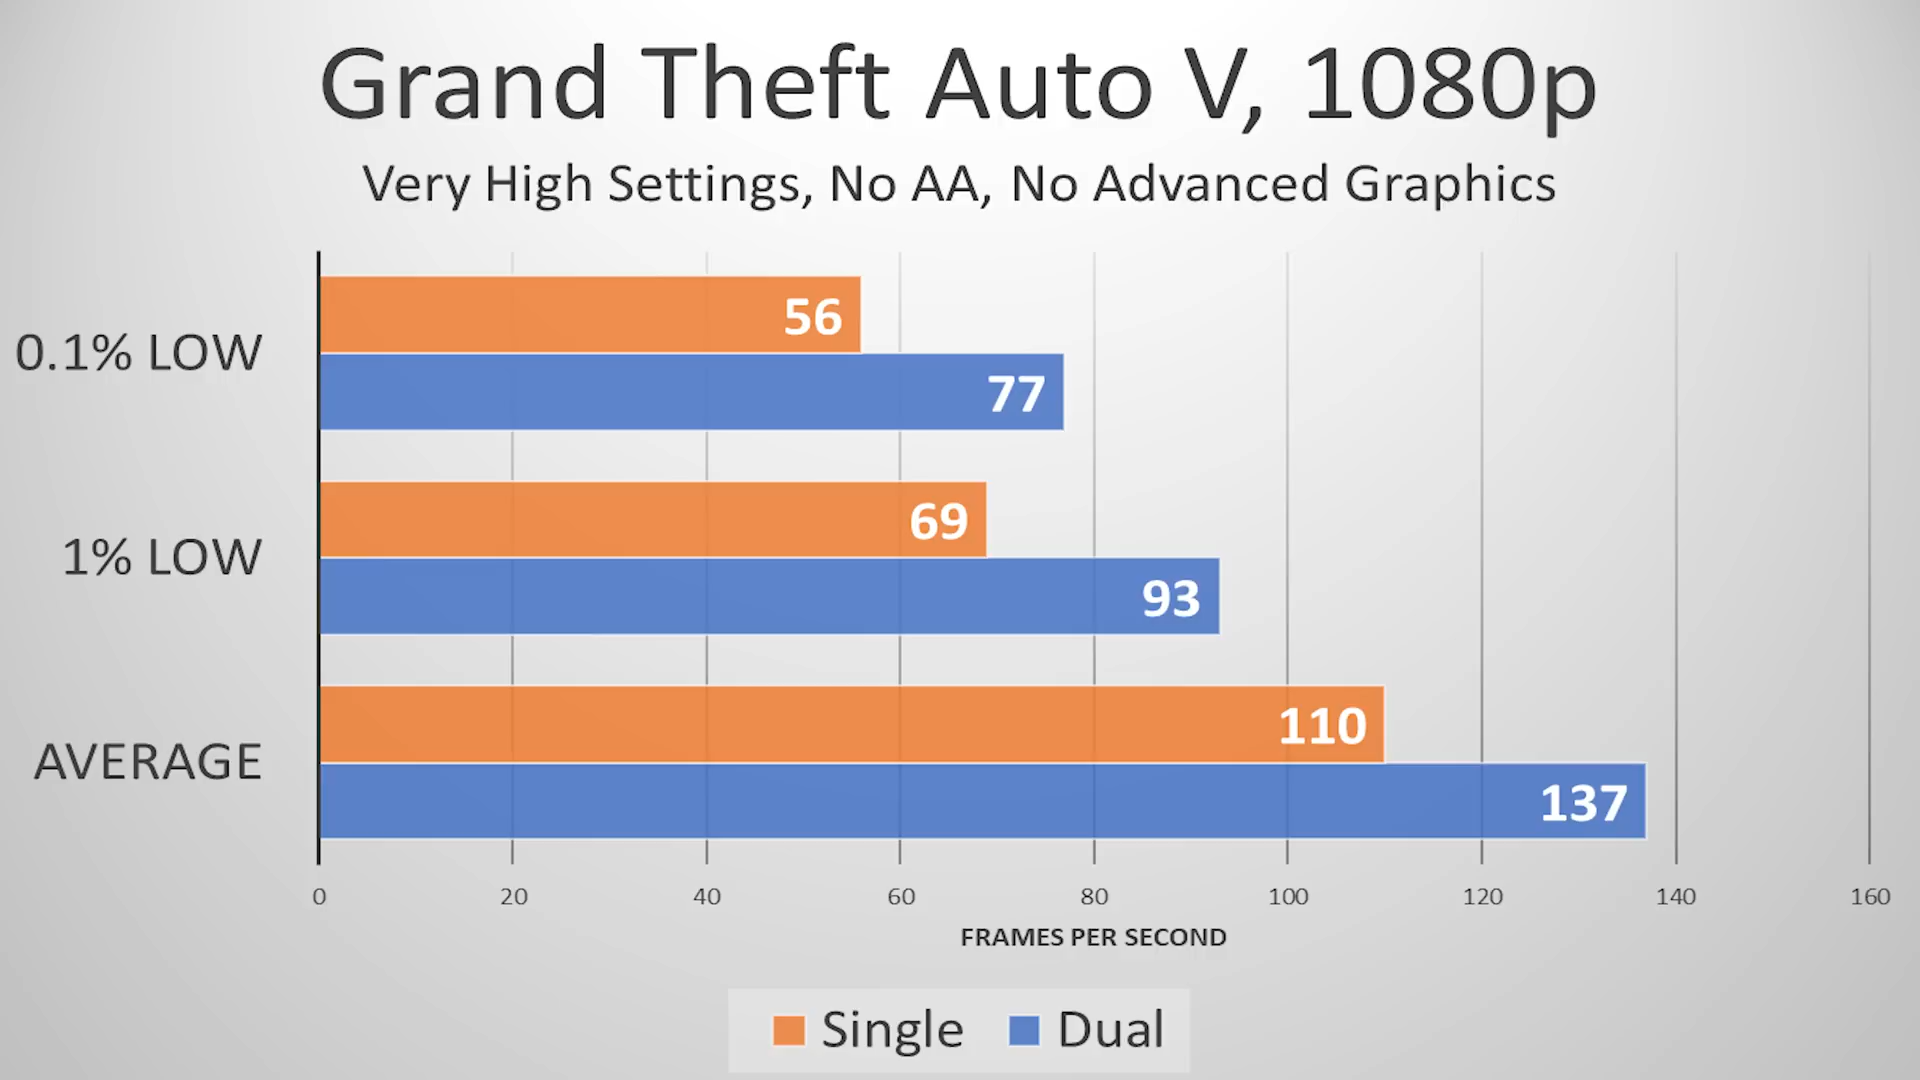 Grand Theft Auto V, 1080p
Very High Settings, No AA, No Advanced Graphics
0.1% LOW
56
77
1% LOW
69
93
AVERAGE
110
137
0 20 40 60 80 100 120 140 160
FRAMES PER SECOND
Single Dual